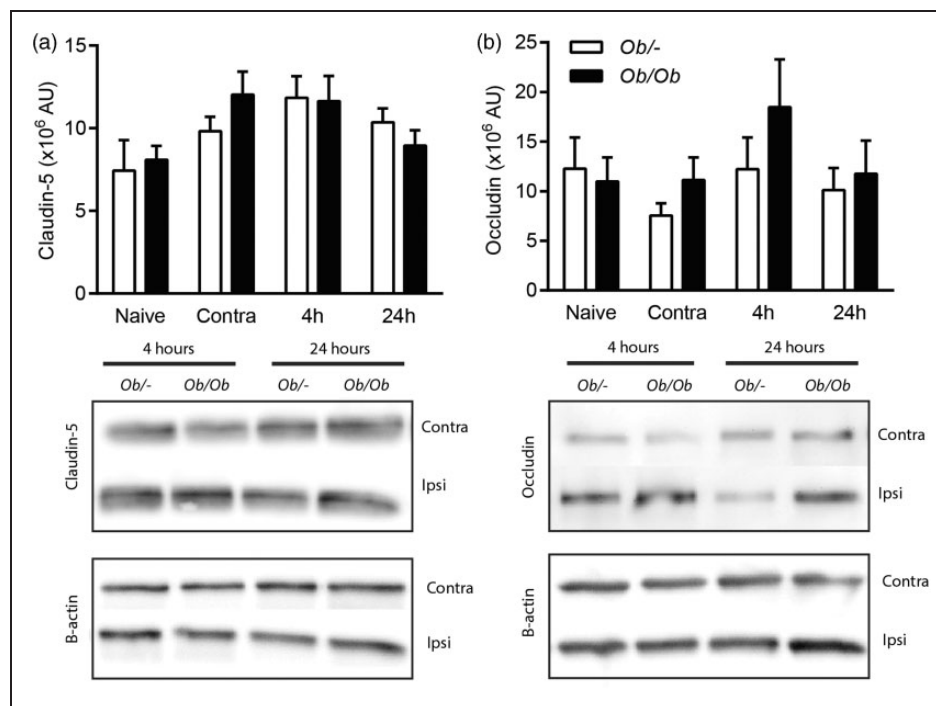 (a)
15
10
5
0
Claudin-5 (x10⁶ AU)
Naive Contra 4h 24h
4 hours 24 hours
Ob/- Ob/Ob Ob/- Ob/Ob
Claudin-5
Contra
Ipsi
B-actin
Contra
Ipsi
(b)
Ob/-
Ob/Ob
25
20
15
10
5
0
Occludin (x10⁶ AU)
Naive Contra 4h 24h
4 hours 24 hours
Ob/- Ob/Ob Ob/- Ob/Ob
Occludin
Contra
Ipsi
B-actin
Contra
Ipsi